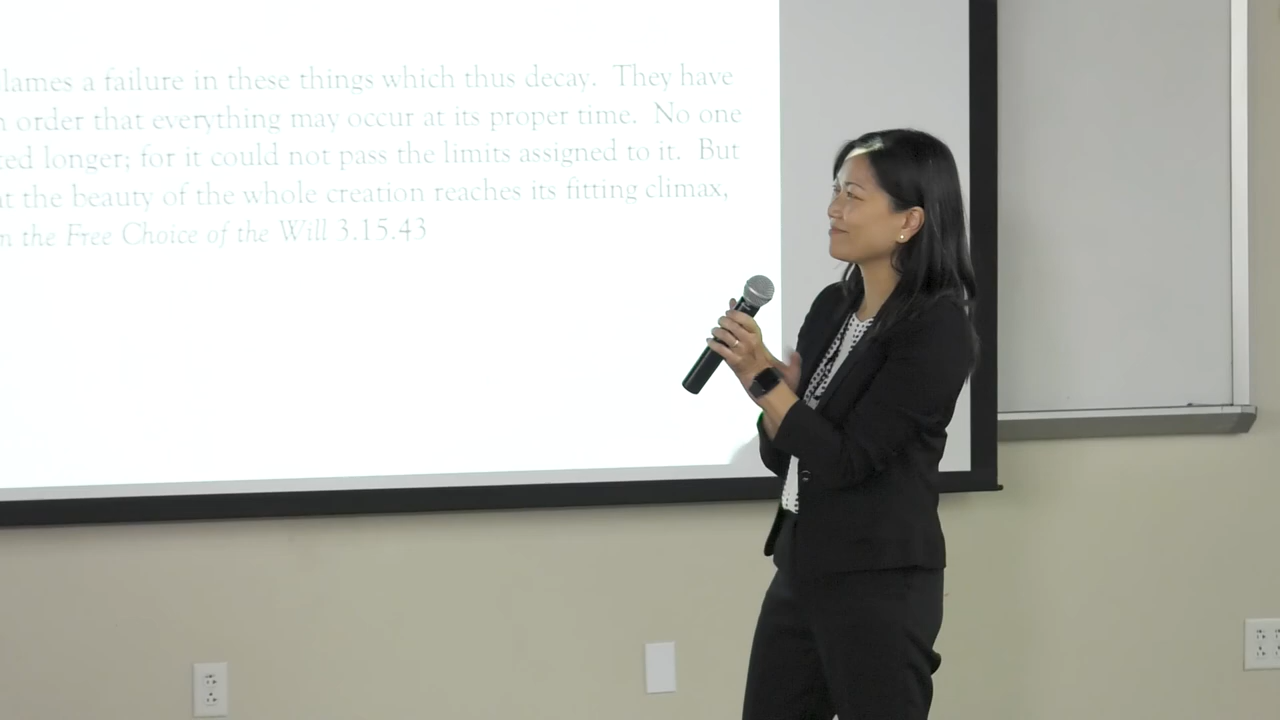 lames a failure in these things which thus decay. They have
n order that everything may occur at its proper time. No one
ted longer; for it could not pass the limits assigned to it. But
at the beauty of the whole creation reaches its fitting climax,
n the Free Choice of the Will 3.15.43